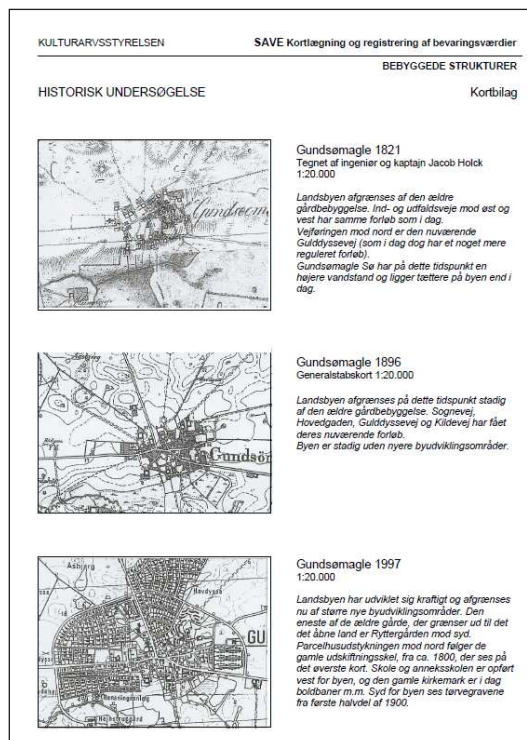 KULTURARVSSTYRELSEN
SAVE Kortlægning og registrering af bevaringsværdier
BEBYGGEDE STRUKTURER
HISTORISK UNDERSØGELSE
Kortbilag
Gundsøm
Gundsømagle 1821
Tegnet af ingeniør og kaptajn Jacob Holck
1:20.000
Landsbyen afgrænses af den ældre
gårdbebyggelse. Ind- og udfaldsveje mod øst og
vest har samme forløb som i dag.
Vejføringen mod nord er den nuværende
Gulddyssevej (som i dag dog har et noget mere
reguleret forløb).
Gundsømagle Sø har på dette tidspunkt en
højere vandstand og ligger tættere på byen end i
dag.
Gundsör
Gundsømagle 1896
Generalstabskort 1:20.000
Landsbyen afgrænses på dette tidspunkt stadig
af den ældre gårdbebyggelse. Sognevej,
Hovedgaden, Gulddyssevej og Kildevej har fået
deres nuværende forløb.
Byen er stadig uden nyere byudviklingsområder.
Åsbjerg
GU
Gundsømagle 1997
1:20.000
Landsbyen har udviklet sig kraftigt og afgrænses
nu af større nye byudviklingsområder. Den
eneste af de ældre gårde, der grænser ud til det
det åbne land er Ryttergården mod syd.
Parcelhusudstykningen mod nord følger de
gamle udskiftningsskel, fra ca. 1800, der ses på
det øverste kort. Skole og anneksskolen er opført
vest for byen, og den gamle kirkemark er i dag
boldbaner m.m. Syd for byen ses tørvegravene
fra første halvdel af 1900.